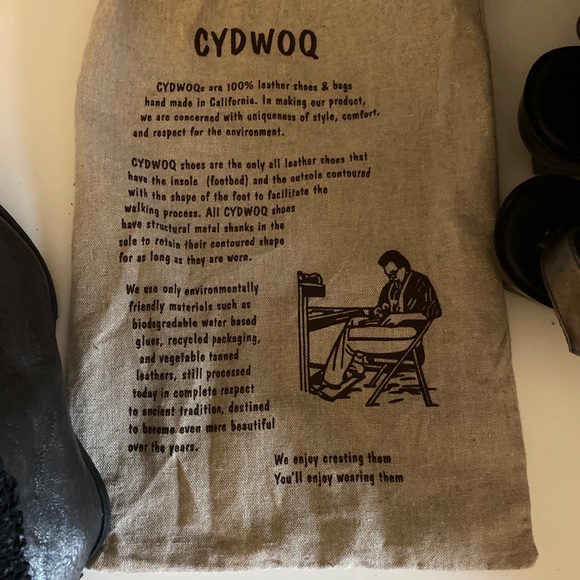 CYDWOQ
CYDWOQs are 100% leather shoes & bags
hand made in California. In making our product,
we are concerned with uniqueness of style, comfort,
and respect for the environment.
CYDWOQ shoes are the only all leather shoes that
have the insole (footbed) and the outsole contoured
with the shape of the foot to facilitate the
walking process. All CYDWOQ shoes
have structural metal shanks in the
sole to retain their contoured shape
for as long as they are worn.
We use only environmentally
friendly materials such as
biodegradable water based
glues, recycled packaging,
and vegetable tanned
leathers, still processed
today in complete respect
to ancient tradition, destined
to become even more beautiful
over the years.
We enjoy creating them
You'll enjoy wearing them